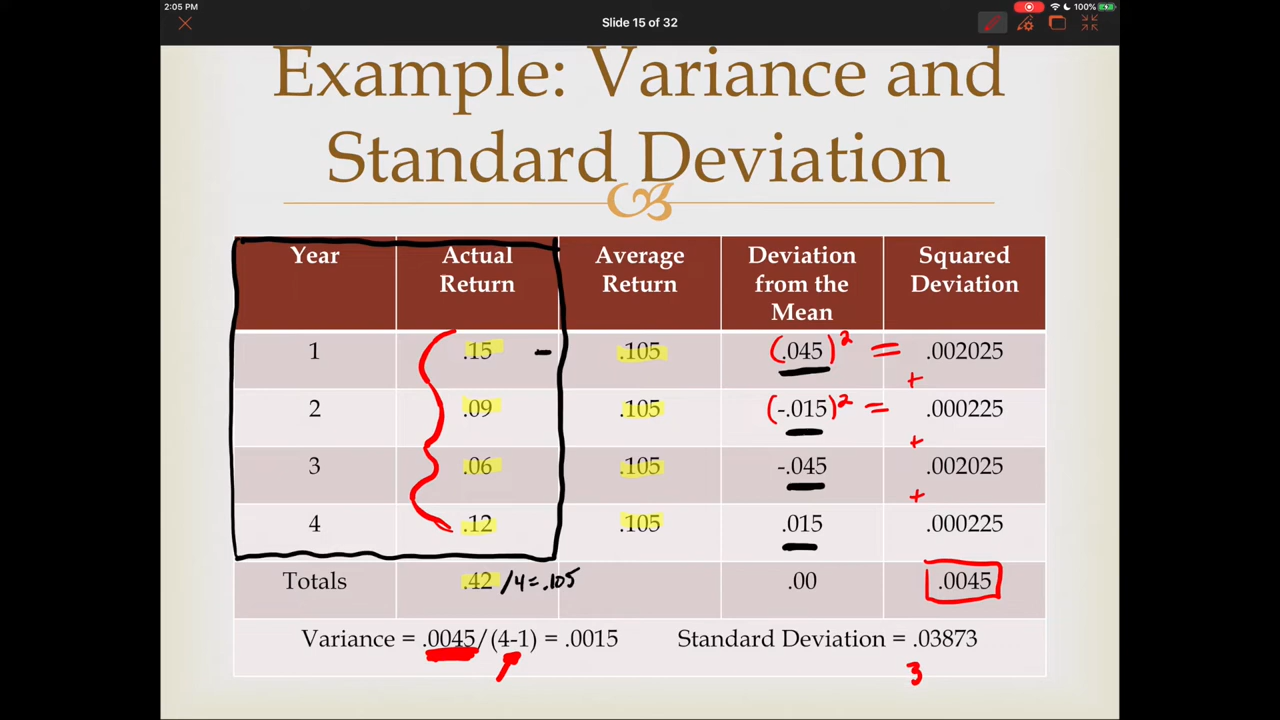 2:05 PM
100%
Slide 15 of 32
Example: Variance and
Standard Deviation
Year Actual Return Average Return Deviation from the Mean Squared Deviation
1 .15 - .105 (.045)² = .002025
+
2 .09 .105 (-.015)² = .000225
+
3 .06 .105 -.045 .002025
+
4 .12 .105 .015 .000225
Totals .42 /4=.105 .00 .0045
Variance = .0045/(4-1) = .0015 Standard Deviation = .03873
3